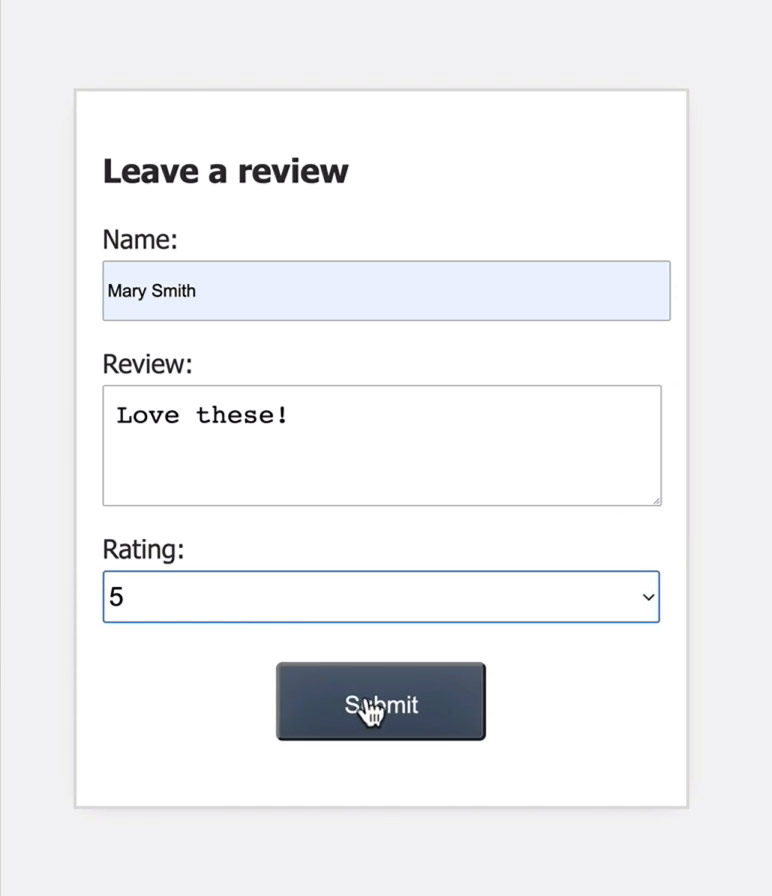 Leave a review
Name:
Mary Smith
Review:
Love these!
Rating:
5
Submit